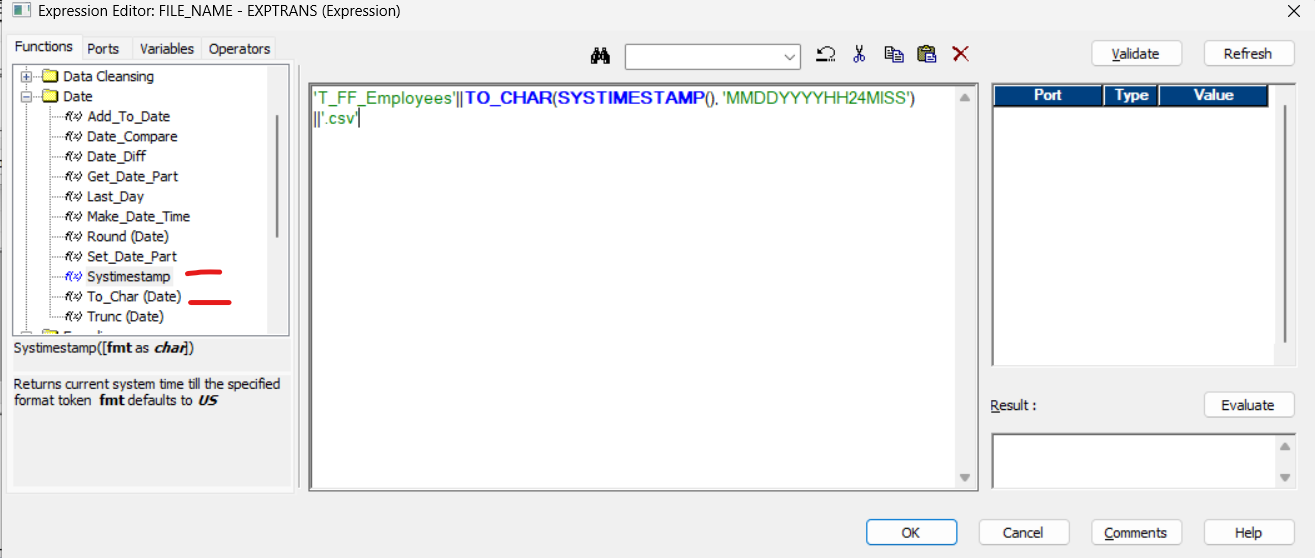 Expression Editor: FILE_NAME - EXPTRANS (Expression)
Functions Ports Variables Operators
Validate Refresh
Data Cleansing
Date
Add_To_Date
Date_Compare
Date_Diff
Get_Date_Part
Last_Day
Make_Date_Time
Round (Date)
Set_Date_Part
Systimestamp
To_Char (Date)
Trunc (Date)
Systimestamp([fmt as char])
Returns current system time till the specified
format token fmt defaults to US
'T_FF_Employees'||TO_CHAR(SYSTIMESTAMP(), 'MMDDYYYYHH24MISS')
||'.csv'
Port Type Value
Result :
Evaluate
OK Cancel Comments Help